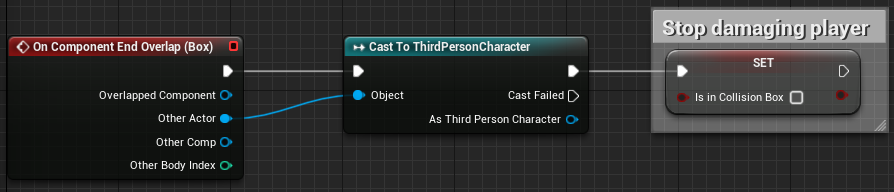 On Component End Overlap (Box)
Overlapped Component
Other Actor
Other Comp
Other Body Index
Cast To ThirdPersonCharacter
Object
Cast Failed
As Third Person Character
Stop damaging player
SET
Is in Collision Box